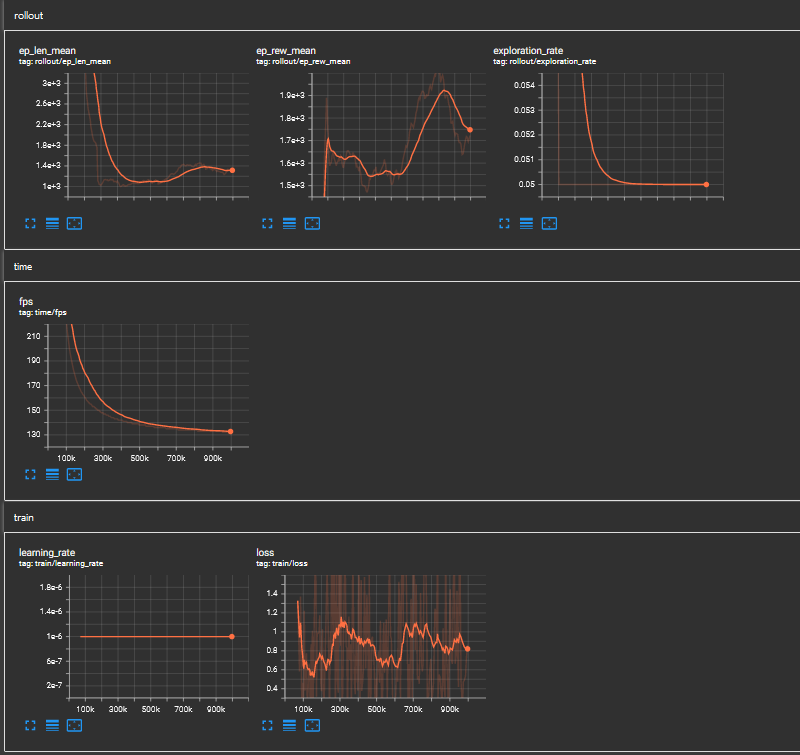 rollout
ep_len_mean
tag: rollout/ep_len_mean
3e+3
2.6e+3
2.2e+3
1.8e+3
1.4e+3
1e+3
ep_rew_mean
tag: rollout/ep_rew_mean
1.9e+3
1.8e+3
1.7e+3
1.6e+3
1.5e+3
exploration_rate
tag: rollout/exploration_rate
0.054
0.053
0.052
0.051
0.05
time
fps
tag: time/fps
210
190
170
150
130
100k 300k 500k 700k 900k
train
learning_rate
tag: train/learning_rate
1.8e-6
1.4e-6
1e-6
6e-7
2e-7
100k 300k 500k 700k 900k
loss
tag: train/loss
1.4
1.2
1
0.8
0.6
0.4
100k 300k 500k 700k 900k